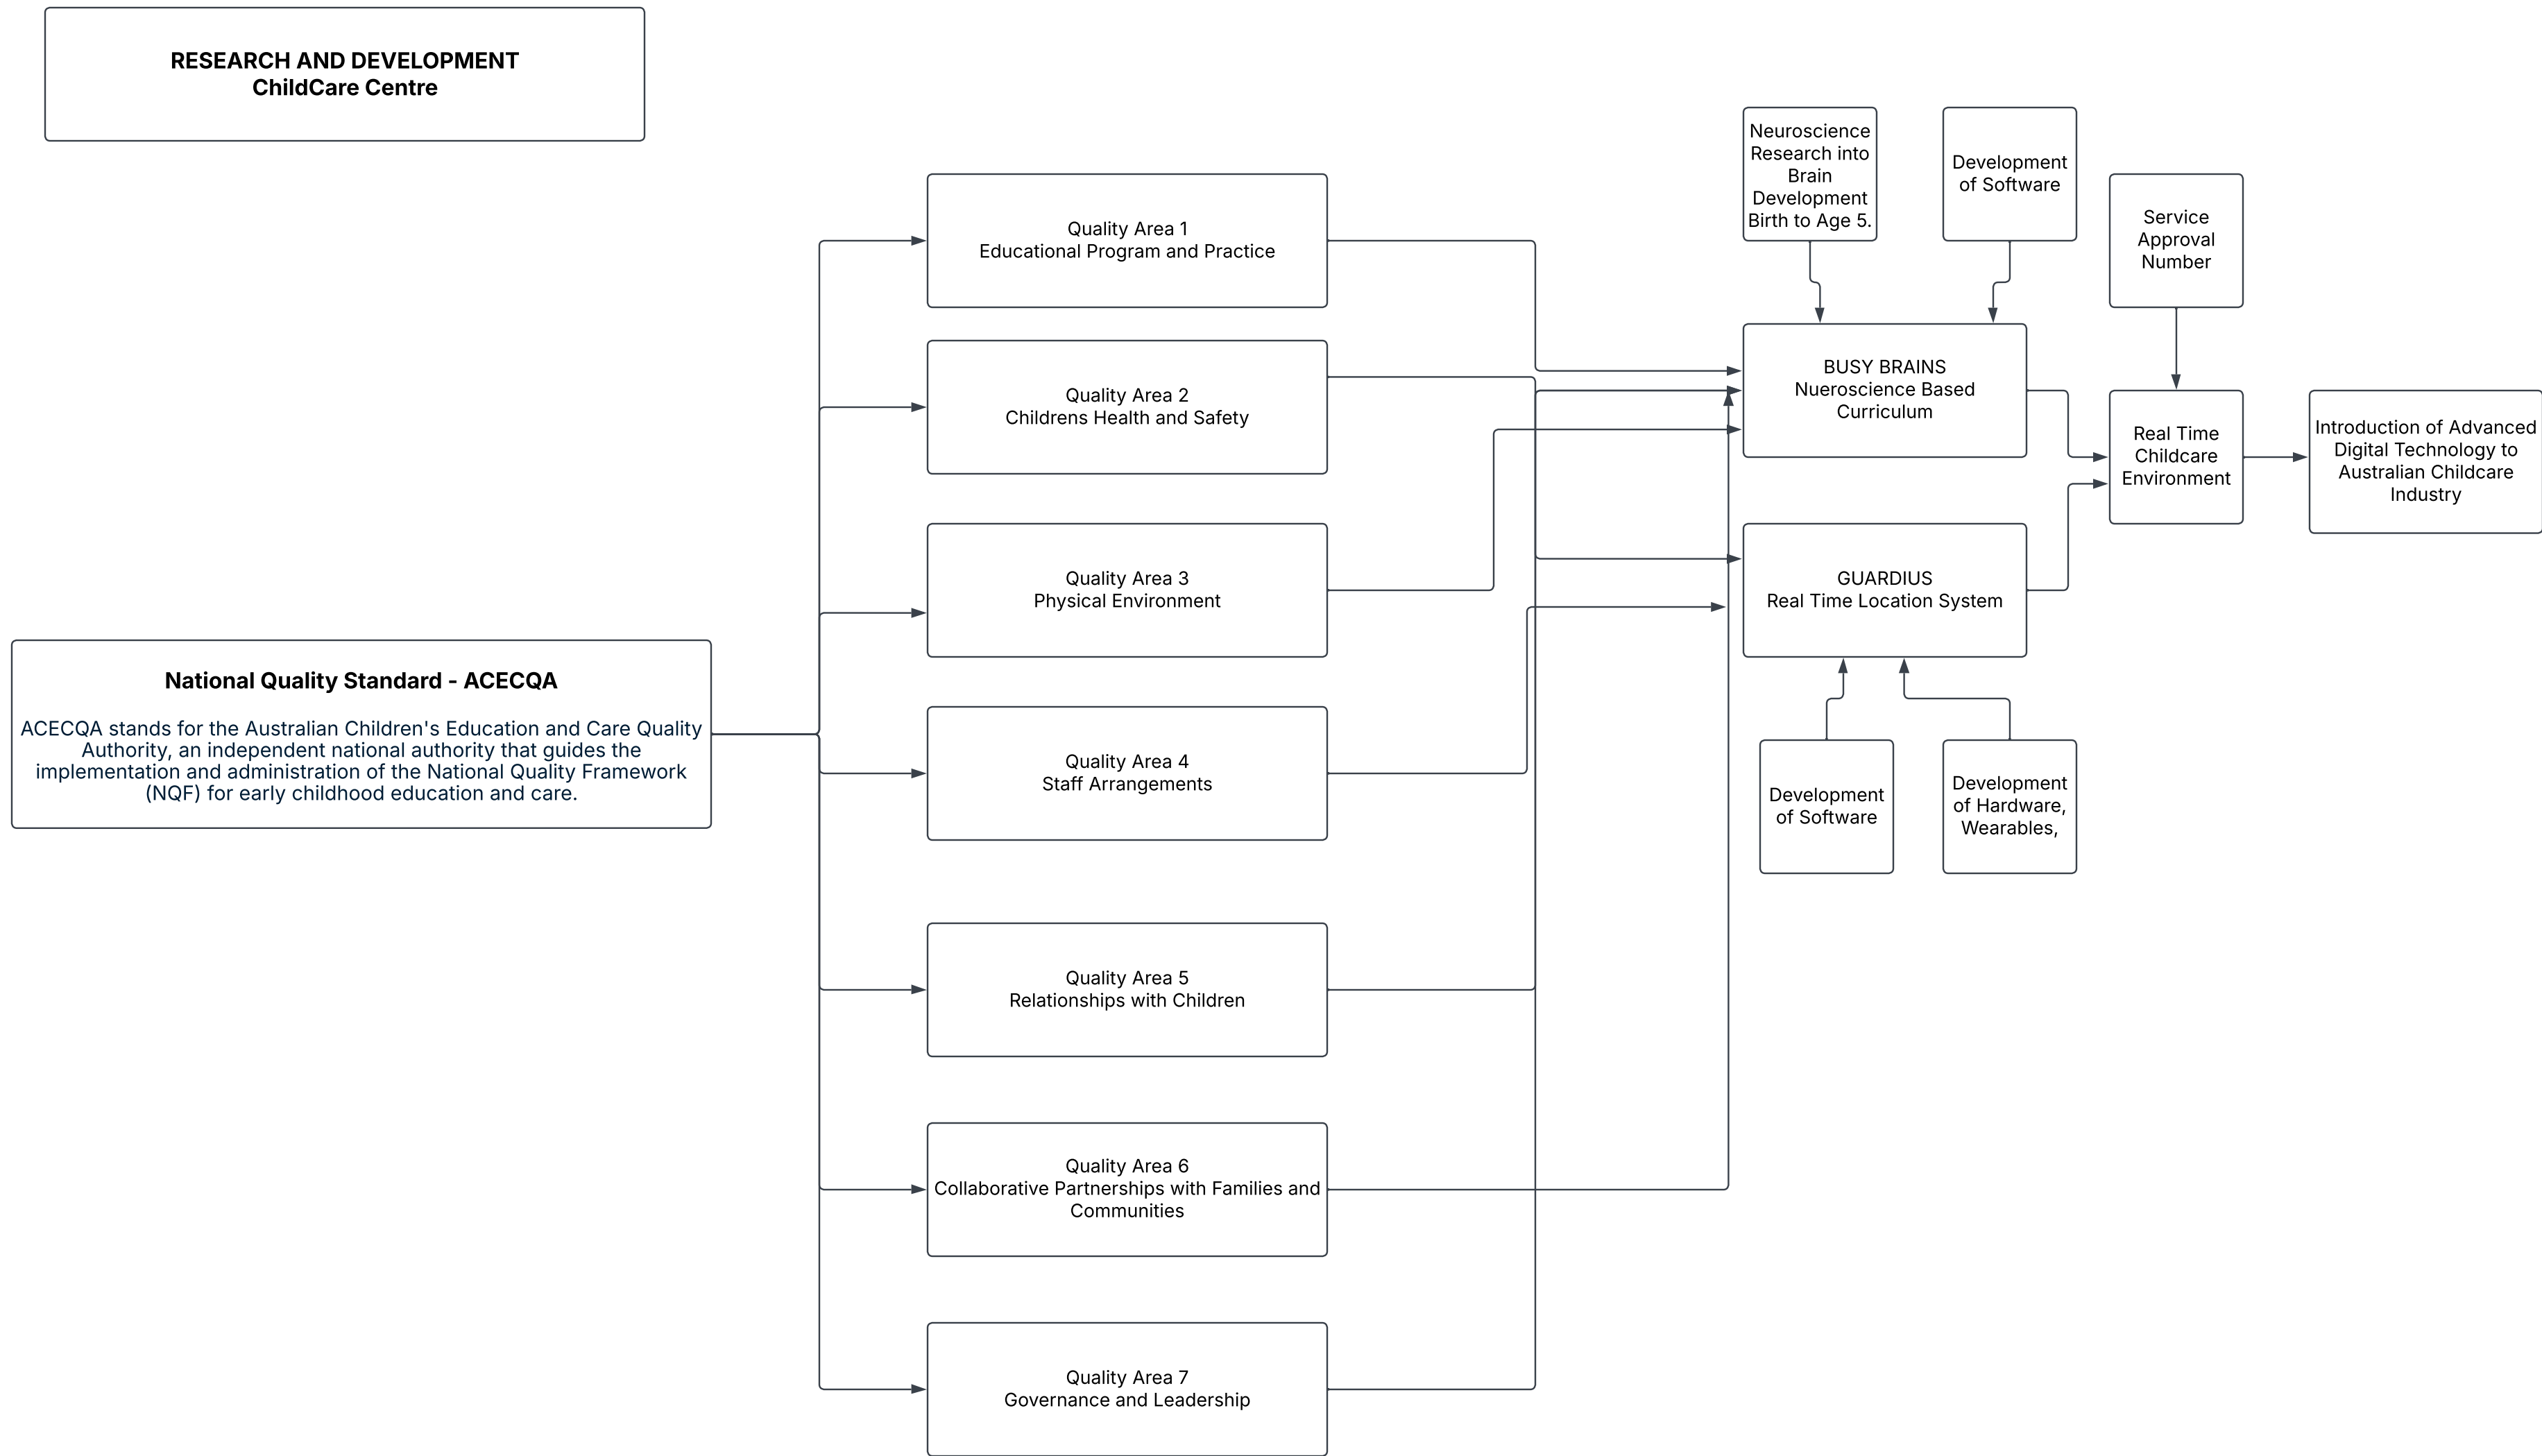 RESEARCH AND DEVELOPMENT
ChildCare Centre
National Quality Standard - ACECQA
ACECQA stands for the Australian Children's Education and Care Quality
Authority, an independent national authority that guides the
implementation and administration of the National Quality Framework
(NQF) for early childhood education and care.
Quality Area 1
Educational Program and Practice
Quality Area 2
Childrens Health and Safety
Quality Area 3
Physical Environment
Quality Area 4
Staff Arrangements
Quality Area 5
Relationships with Children
Quality Area 6
Collaborative Partnerships with Families and
Communities
Quality Area 7
Governance and Leadership
Neuroscience
Research into
Brain
Development
Birth to Age 5.
Development
of Software
Service
Approval
Number
BUSY BRAINS
Nueroscience Based
Curriculum
GUARDIUS
Real Time Location System
Development
of Software
Development
of Hardware,
Wearables,
Real Time
Childcare
Environment
Introduction of Advanced
Digital Technology to
Australian Childcare
Industry